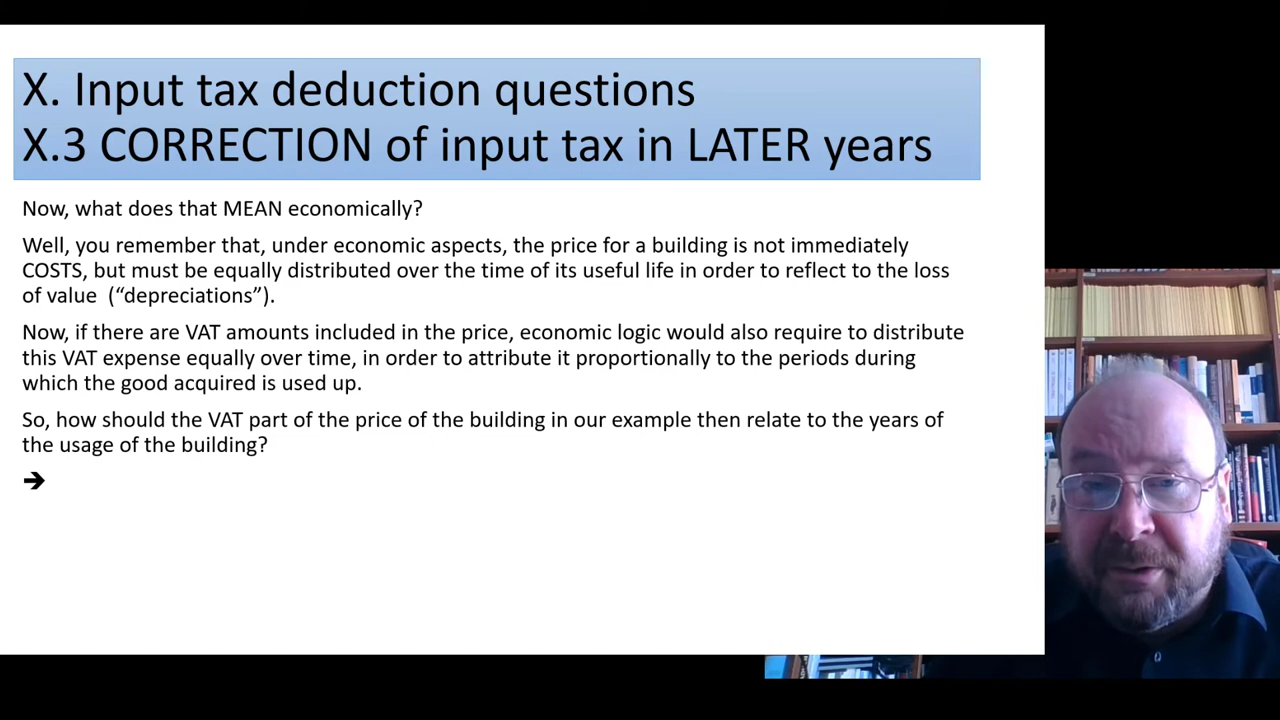 X. Input tax deduction questions
X.3 CORRECTION of input tax in LATER years
Now, what does that MEAN economically?
Well, you remember that, under economic aspects, the price for a building is not immediately
COSTS, but must be equally distributed over the time of its useful life in order to reflect to the loss
of value  (“depreciations”).
Now, if there are VAT amounts included in the price, economic logic would also require to distribute
this VAT expense equally over time, in order to attribute it proportionally to the periods during
which the good acquired is used up.
So, how should the VAT part of the price of the building in our example then relate to the years of
the usage of the building?
➔